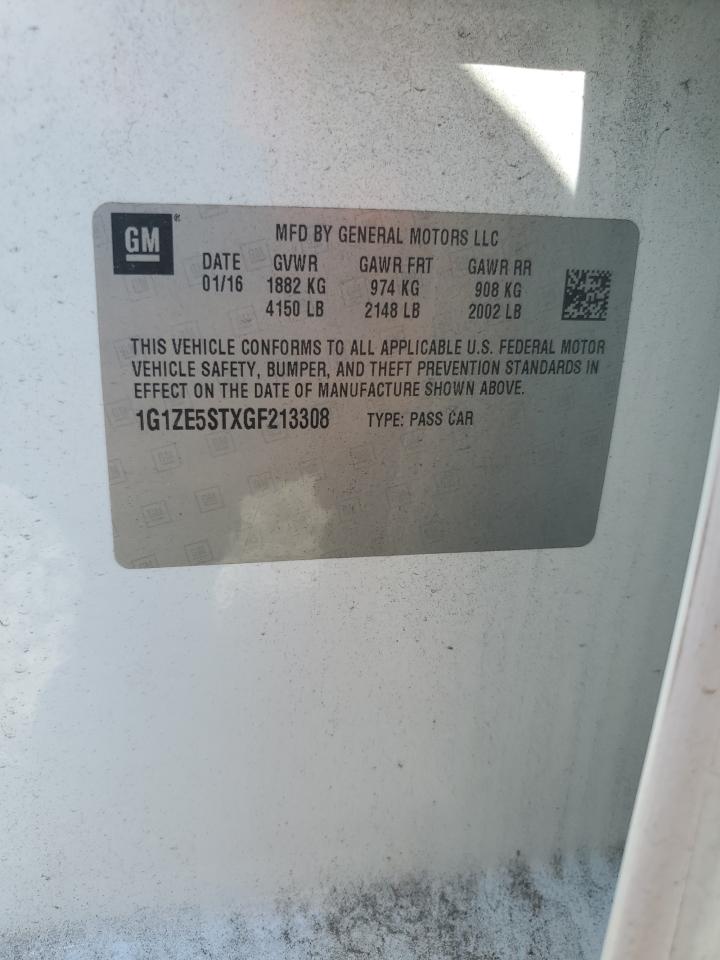 GM
MFD BY GENERAL MOTORS LLC
DATE GVWR GAWR FRT GAWR RR
01/16 1882 KG 974 KG 908 KG
4150 LB 2148 LB 2002 LB
THIS VEHICLE CONFORMS TO ALL APPLICABLE U.S. FEDERAL MOTOR
VEHICLE SAFETY, BUMPER, AND THEFT PREVENTION STANDARDS IN
EFFECT ON THE DATE OF MANUFACTURE SHOWN ABOVE.
1G1ZE5STXGF213308 TYPE: PASS CAR